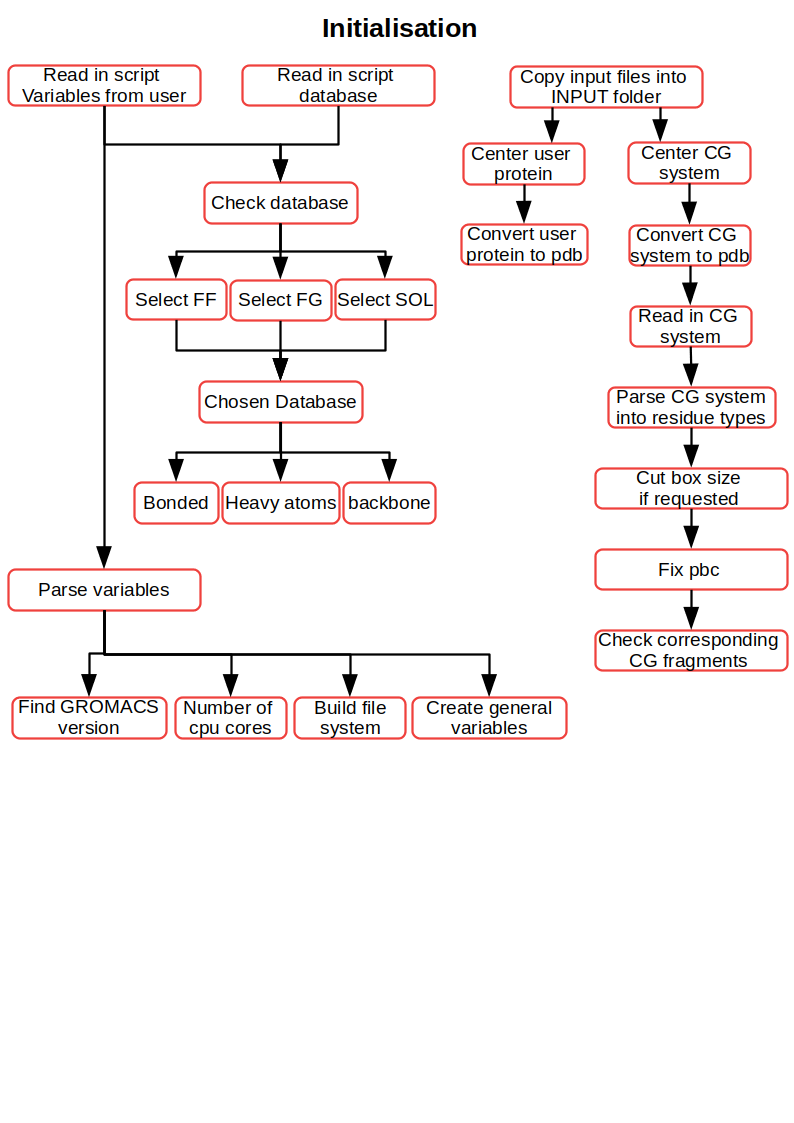 Initialisation
Read in script
Variables from user
Read in script
database
Copy input files into
INPUT folder
Center user
protein
Center CG
system
Check database
Convert user
protein to pdb
Convert CG
system to pdb
Select FF
Select FG
Select SOL
Read in CG
system
Chosen Database
Parse CG system
into residue types
Bonded
Heavy atoms
backbone
Cut box size
if requested
Parse variables
Fix pbc
Check corresponding
CG fragments
Find GROMACS
version
Number of
cpu cores
Build file
system
Create general
variables